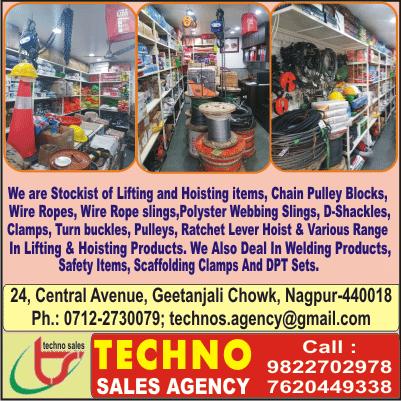 We are Stockist of Lifting and Hoisting items, Chain Pulley Blocks,
Wire Ropes, Wire Rope slings,Polyster Webbing Slings, D-Shackles,
Clamps, Turn buckles, Pulleys, Ratchet Lever Hoist & Various Range
In Lifting & Hoisting Products. We Also Deal In Welding Products,
Safety Items, Scaffolding Clamps And DPT Sets.
24, Central Avenue, Geetanjali Chowk, Nagpur-440018
Ph.: 0712-2730079; technos.agency@gmail.com
techno sales
TECHNO
SALES AGENCY
Call :
9822702978
7620449338